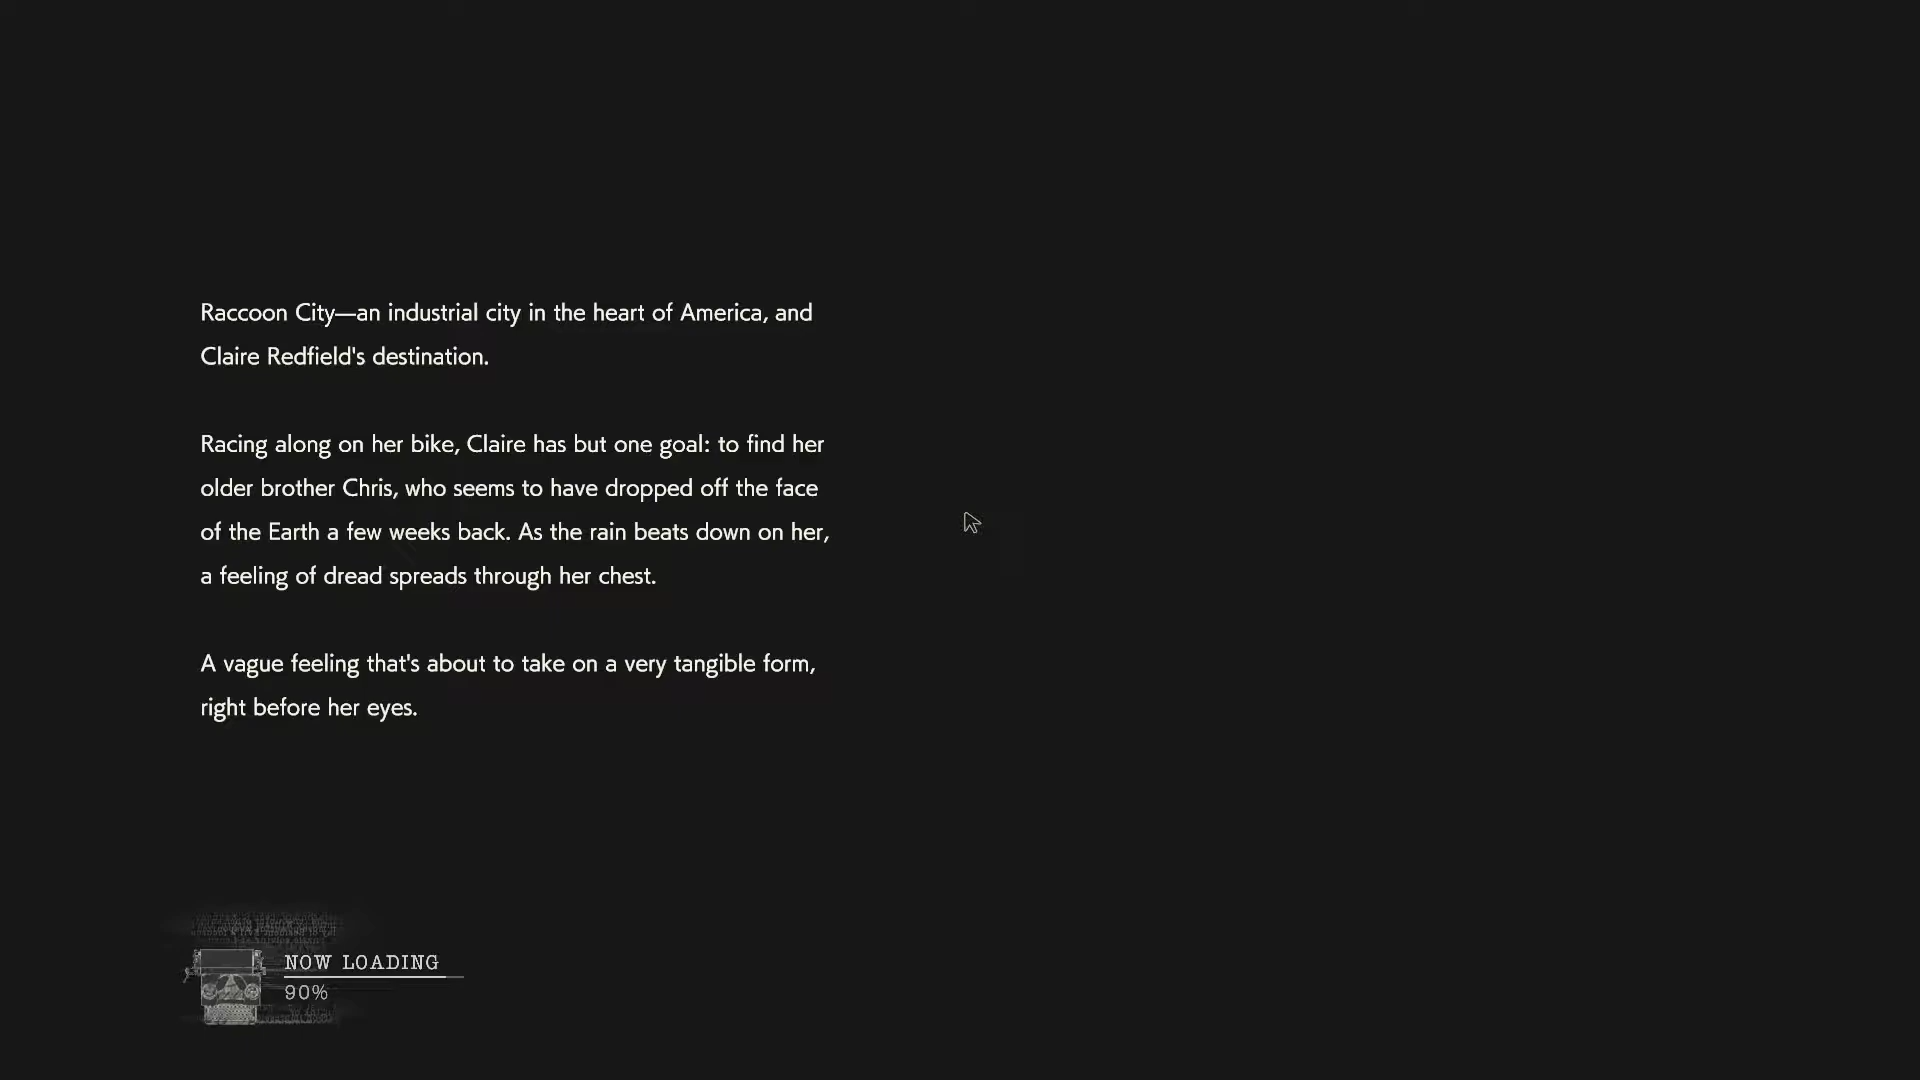 Raccoon City—an industrial city in the heart of America, and
Claire Redfield's destination.
Racing along on her bike, Claire has but one goal: to find her
older brother Chris, who seems to have dropped off the face
of the Earth a few weeks back. As the rain beats down on her,
a feeling of dread spreads through her chest.
A vague feeling that's about to take on a very tangible form,
right before her eyes.
NOW LOADING
90%